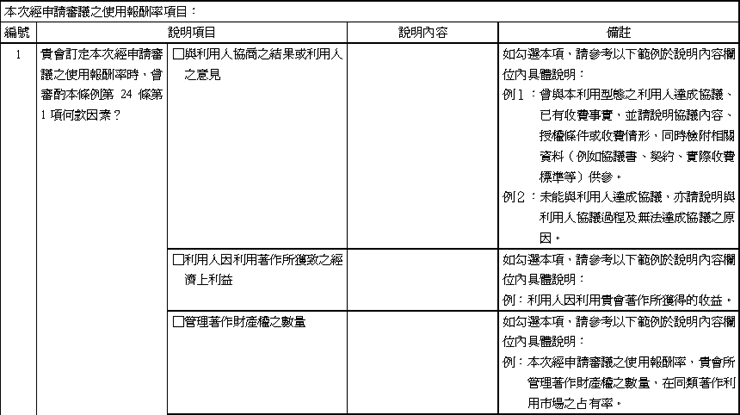 本次經申請審議之使用報酬率項目：
編號
說明項目
說明內容
備註
1
貴會訂定本次經申請審
議之使用報酬率時，曾
審酌本條例第 24 條第
1 項何款因素？
□與利用人協商之結果或利用人
之意見
如勾選本項，請參考以下範例於說明內容欄
位內具體說明：
例1：曾與本利用型態之利用人達成協議、
已有收費事實，並請說明協議內容、
授權條件或收費情形，同時檢附相關
資料（例如協議書、契約、實際收費
標準等）供參。
例2：未能與利用人達成協議，亦請說明與
利用人協議過程及無法達成協議之原
因。
□利用人因利用著作所獲致之經
濟上利益
如勾選本項，請參考以下範例於說明內容欄
位內具體說明：
例：利用人因利用貴會著作所獲得的收益。
□管理著作財產權之數量
如勾選本項，請參考以下範例於說明內容欄
位內具體說明：
例：本次經申請審議之使用報酬率，貴會所
管理著作財產權之數量，在同類著作利
用市場之占有率。